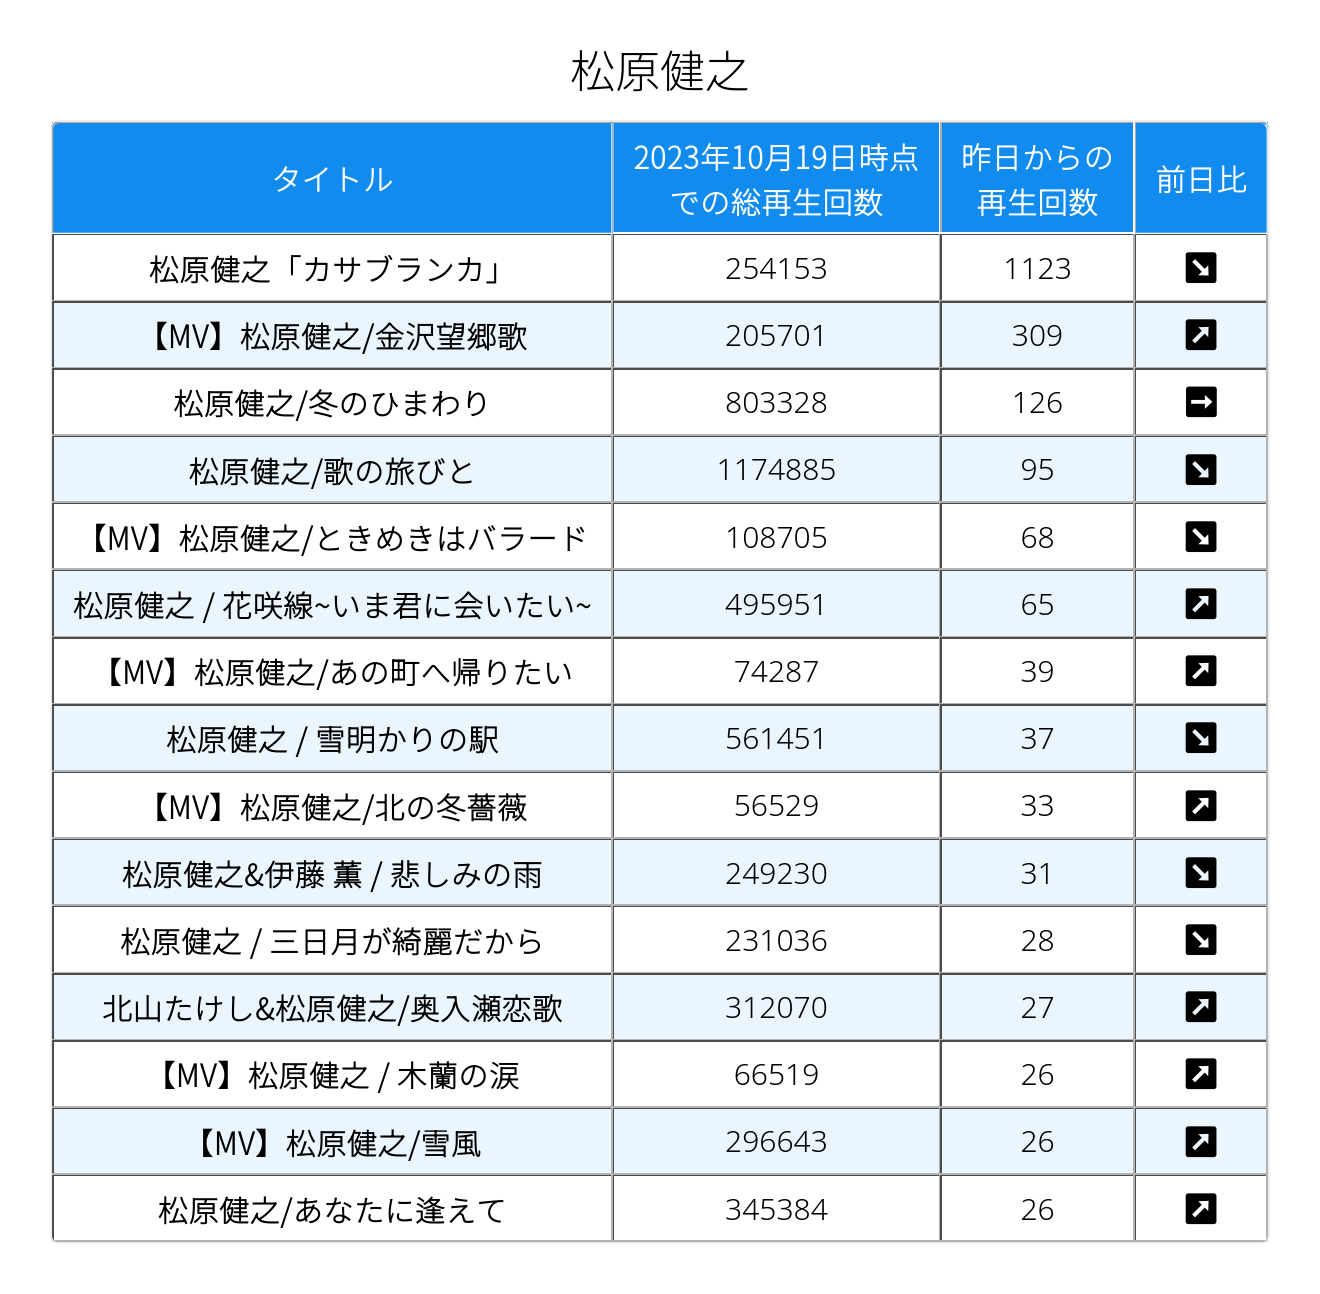 松原健之
タイトル
2023年10月19日時点
での総再生回数
昨日からの
再生回数
前日比
松原健之「カサブランカ」 254153 1123 ↘
【MV】松原健之/金沢望郷歌 205701 309 ↗
松原健之/冬のひまわり 803328 126 →
松原健之/歌の旅びと 1174885 95 ↘
【MV】松原健之/ときめきはバラード 108705 68 ↘
松原健之 / 花咲線~いま君に会いたい~ 495951 65 ↗
【MV】松原健之/あの町へ帰りたい 74287 39 ↗
松原健之 / 雪明かりの駅 561451 37 ↘
【MV】松原健之/北の冬薔薇 56529 33 ↗
松原健之&伊藤 薫 / 悲しみの雨 249230 31 ↘
松原健之 / 三日月が綺麗だから 231036 28 ↘
北山たけし&松原健之/奥入瀬恋歌 312070 27 ↗
【MV】松原健之 / 木蘭の涙 66519 26 ↗
【MV】松原健之/雪風 296643 26 ↗
松原健之/あなたに逢えて 345384 26 ↗